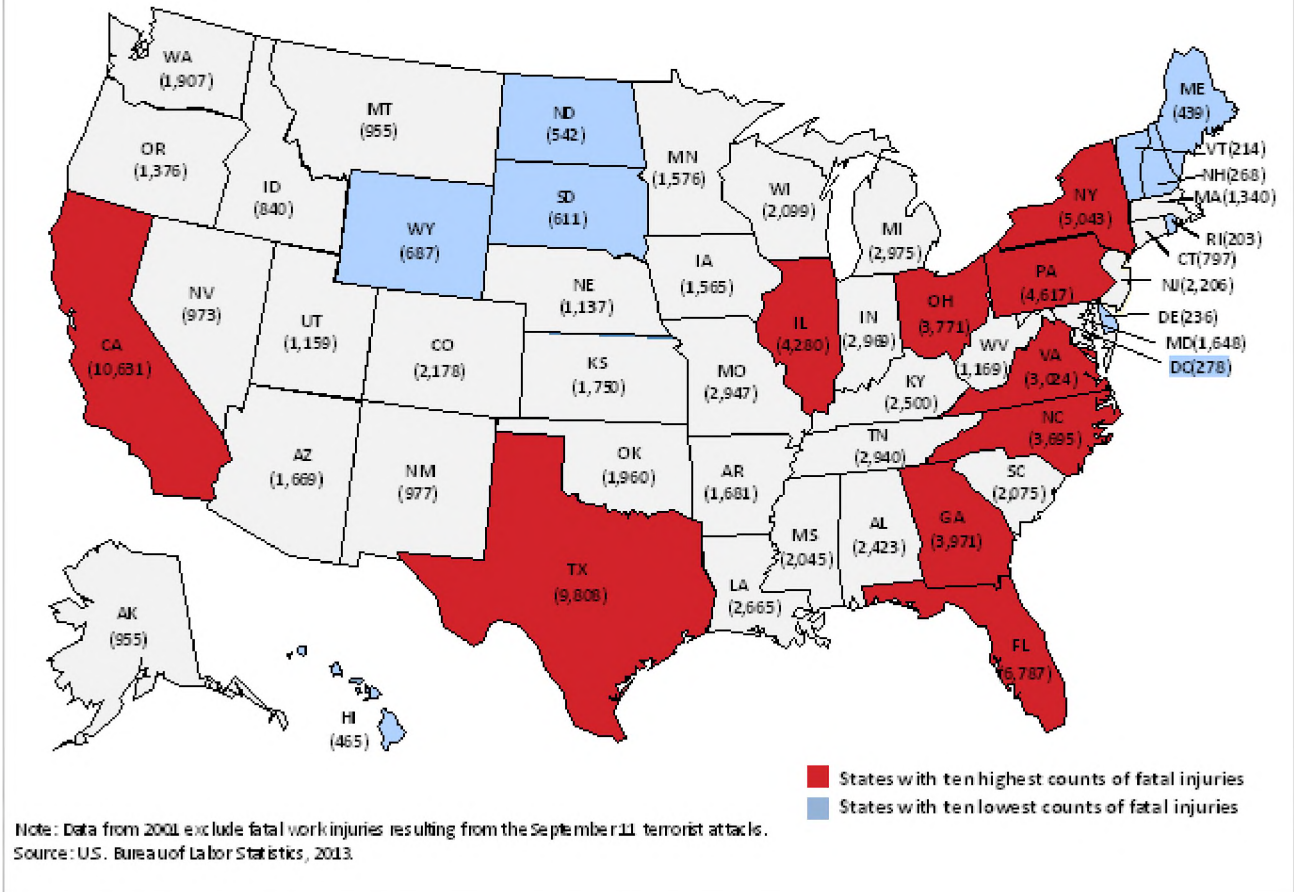 WA
(1,907)
MT
(955)
ND
(542)
ME
(439)
OR
(1,376)
ID
(840)
MN
(1,576)
WI
(2,099)
MI
(2,975)
VT(214)
NH(268)
MA(1,340)
NY
(5,043)
WY
(687)
SD
(611)
RI(203)
CT(797)
NJ(2,206)
NV
(973)
UT
(1,159)
CO
(2,178)
NE
(1,137)
IA
(1,565)
PA
(4,617)
OH
(3,771)
IN
(2,969)
IL
(4,280)
DE(236)
MD(1,648)
DC(278)
CA
(10,631)
KS
(1,750)
MO
(2,947)
WV
(1,169)
VA
(3,024)
KY
(2,500)
NC
(3,695)
TN
(2,940)
AZ
(1,669)
NM
(977)
OK
(1,960)
AR
(1,681)
SC
(2,075)
MS
(2,045)
AL
(2,423)
GA
(3,971)
TX
(9,808)
LA
(2,665)
AK
(955)
FL
(6,787)
HI
(465)
States with ten highest counts of fatal injuries
States with ten lowest counts of fatal injuries
Note: Data from 2001 exclude fatal work injuries resulting from the September 11 terrorist attacks.
Source: U.S. Bureau of Labor Statistics, 2013.